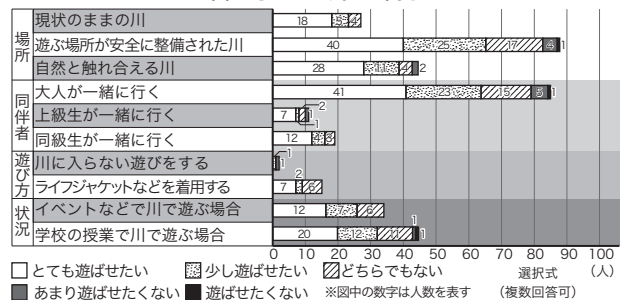 場所
現状のままの川
18 5 4
遊ぶ場所が安全に整備された川
40 25 17 4 1
自然と触れ合える川
28 11 4 2
同伴者
大人が一緒に行く
41 23 15 5 1
上級生が一緒に行く
7 1 2 1
同級生が一緒に行く
12 4 3
遊び方
川に入らない遊びをする
1 1
ライフジャケットなどを着用する
7 2 6
状況
イベントなどで川で遊ぶ場合
12
学校の授業で川で遊ぶ場合
20 12 11 1 1
0 10 20 30 40 50 60 70 80 90 100
□とても遊ばせたい 少し遊ばせたい どちらでもない 選択式 (人)
あまり遊ばせたくない 遊ばせたくない ※図中の数字は人数を表す (複数回答可)